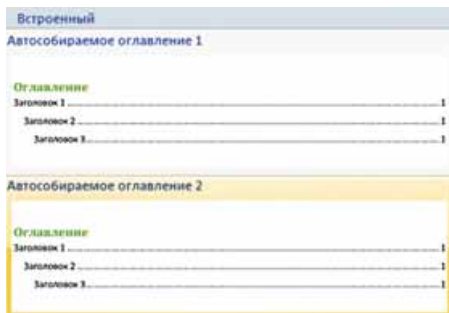 Встроенный
Автособираемое оглавление 1
Оглавление
Заголовок 1 ........ 1
Заголовок 2 ........ 1
Заголовок 3 ........ 1
Автособираемое оглавление 2
Оглавление
Заголовок 1 ........ 1
Заголовок 2 ........ 1
Заголовок 3 ........ 1